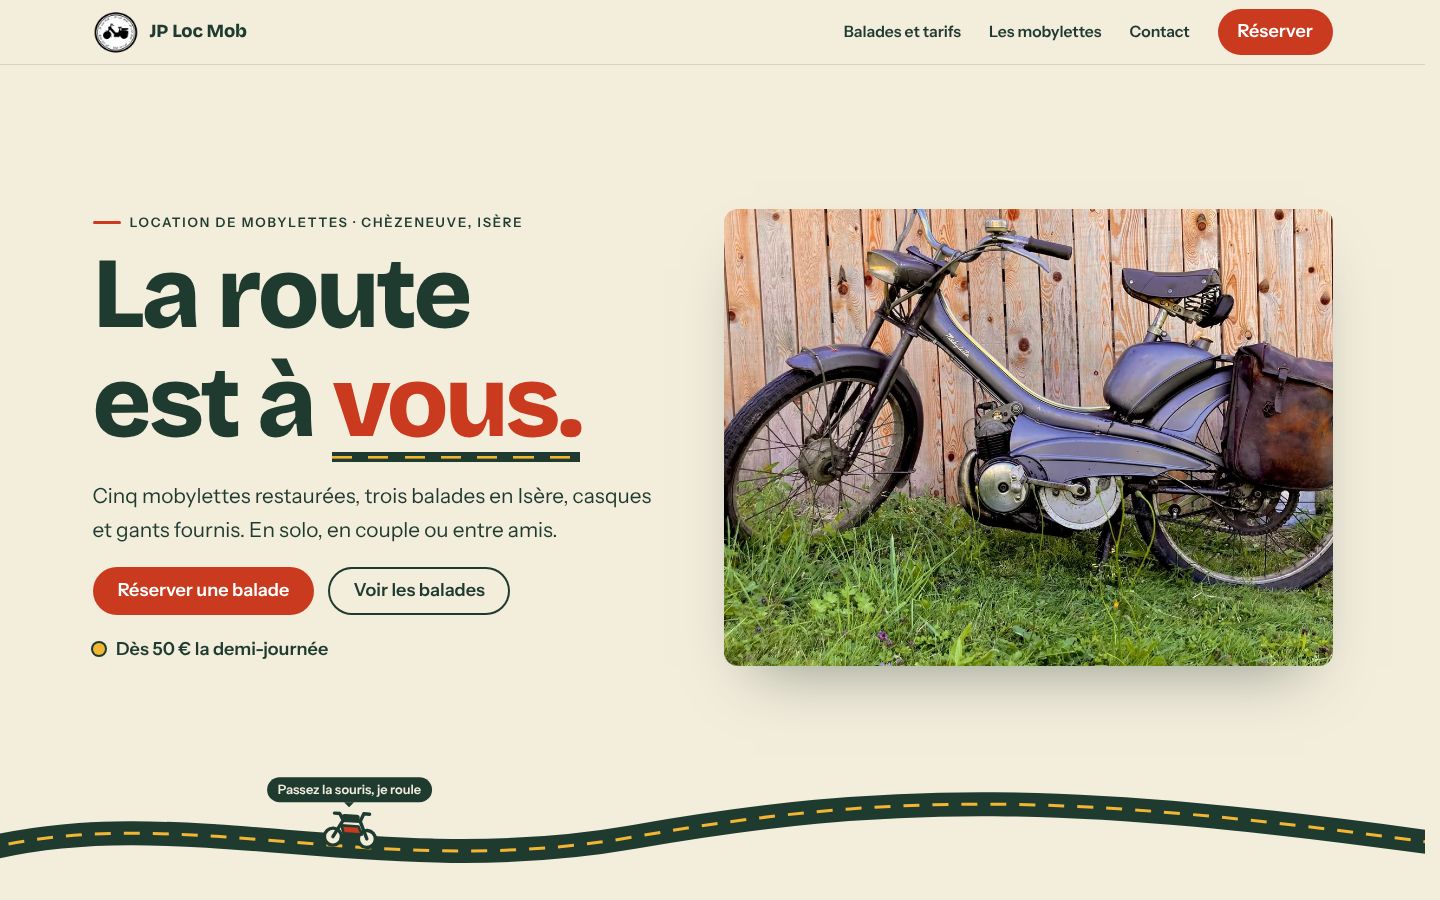 JP Loc Mob
Balades et tarifs
Les mobylettes
Contact
Réserver
LOCATION DE MOBYLETTES · CHÈZENEUVE, ISÈRE
La route
est à vous.
Cinq mobylettes restaurées, trois balades en Isère, casques
et gants fournis. En solo, en couple ou entre amis.
Réserver une balade
Voir les balades
Dès 50 € la demi-journée
Mobylette
Passez la souris, je roule